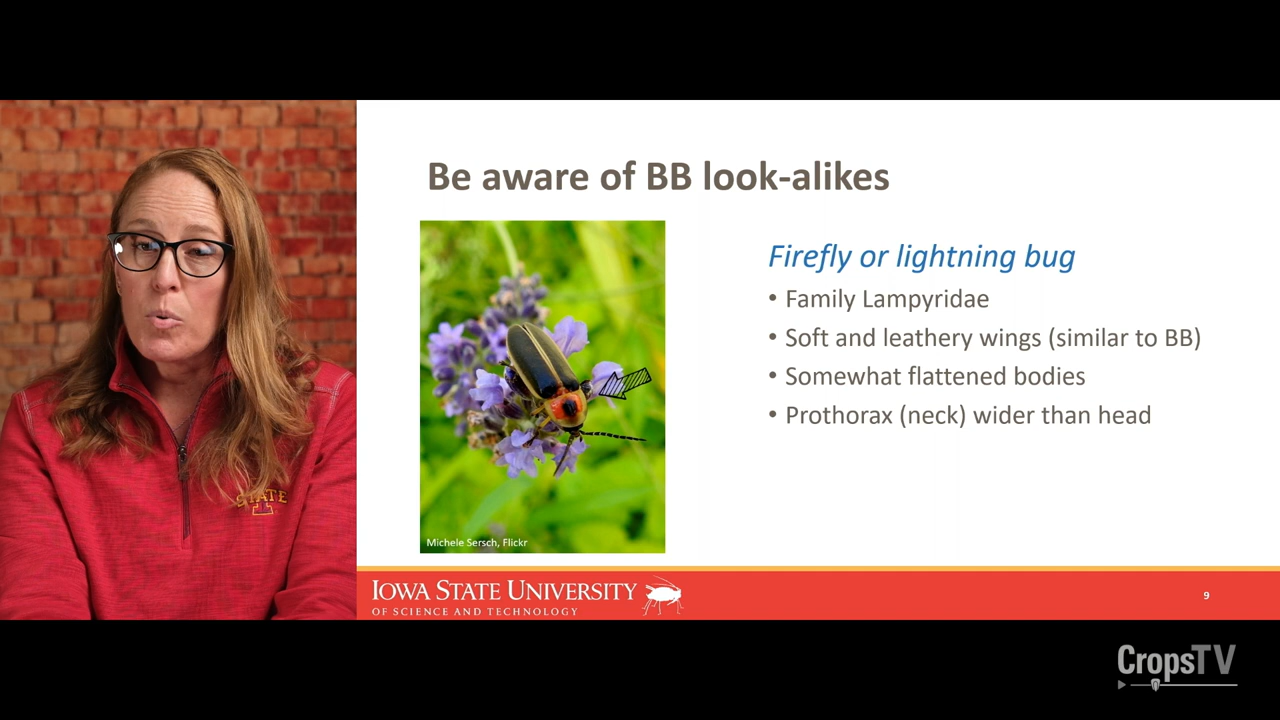 Be aware of BB look-alikes
Firefly or lightning bug
• Family Lampyridae
• Soft and leathery wings (similar to BB)
• Somewhat flattened bodies
• Prothorax (neck) wider than head
Michele Sersch, Flickr
STATE
I
IOWA STATE UNIVERSITY
OF SCIENCE AND TECHNOLOGY
9
CropsTV